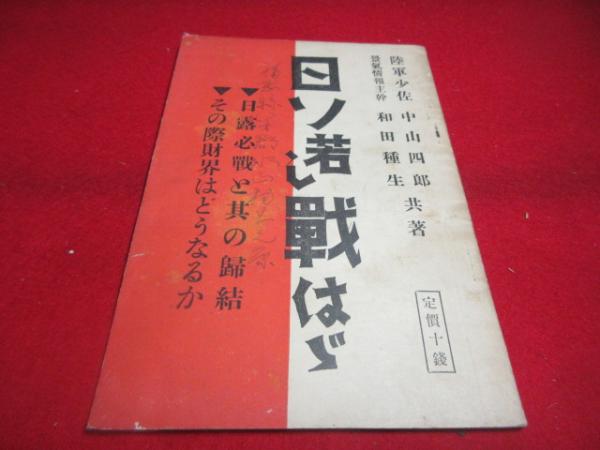 陸軍少佐 中山四郎
景氣情報主幹 和田種生
共著
日ソ若し戰はゞ
▼日露必戰と其の歸結
▼その際財界はどうなるか
定價十錢